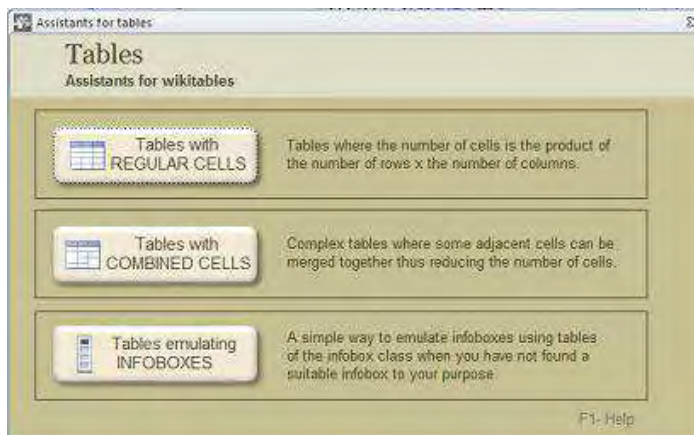 Assistants for tables
Tables
Assistants for wikitables
Tables with
REGULAR CELLS
Tables where the number of cells is the product of
the number of rows x the number of columns.
Tables with
COMBINED CELLS
Complex tables where some adjacent cells can be
merged together thus reducing the number of cells.
Tables emulating
INFOBOXES
A simple way to emulate infoboxes using tables
of the infobox class when you have not found a
suitable infobox to your purpose
F1- Help